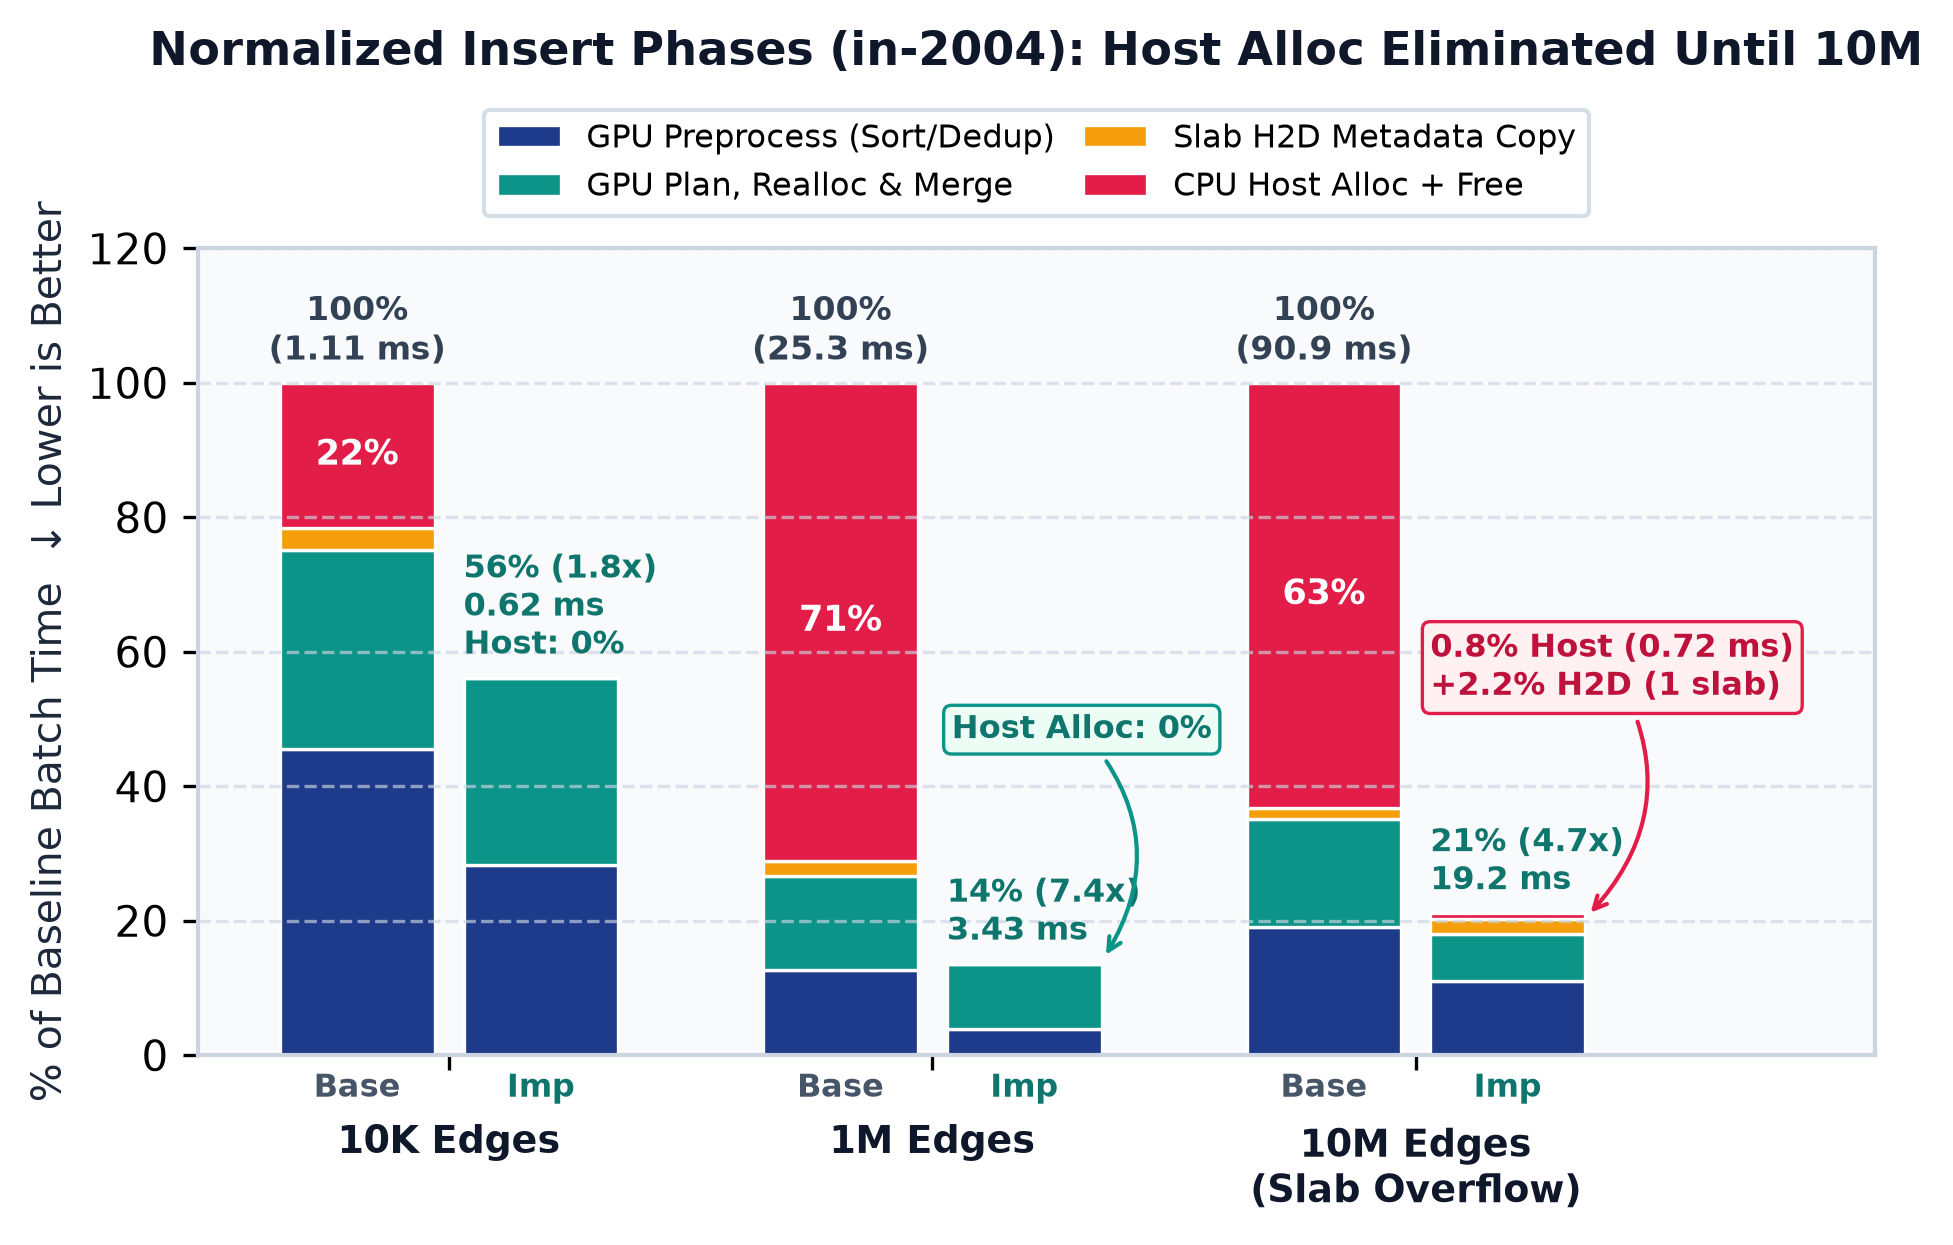 Normalized Insert Phases (in-2004): Host Alloc Eliminated Until 10M
GPU Preprocess (Sort/Dedup)
GPU Plan, Realloc & Merge
Slab H2D Metadata Copy
CPU Host Alloc + Free
% of Baseline Batch Time ↓ Lower is Better
120
100
80
60
40
20
0
100%
(1.11 ms)
22%
56% (1.8x)
0.62 ms
Host: 0%
100%
(25.3 ms)
71%
Host Alloc: 0%
14% (7.4x)
3.43 ms
100%
(90.9 ms)
63%
0.8% Host (0.72 ms)
+2.2% H2D (1 slab)
21% (4.7x)
19.2 ms
Base
Imp
Base
Imp
Base
Imp
10K Edges
1M Edges
10M Edges
(Slab Overflow)